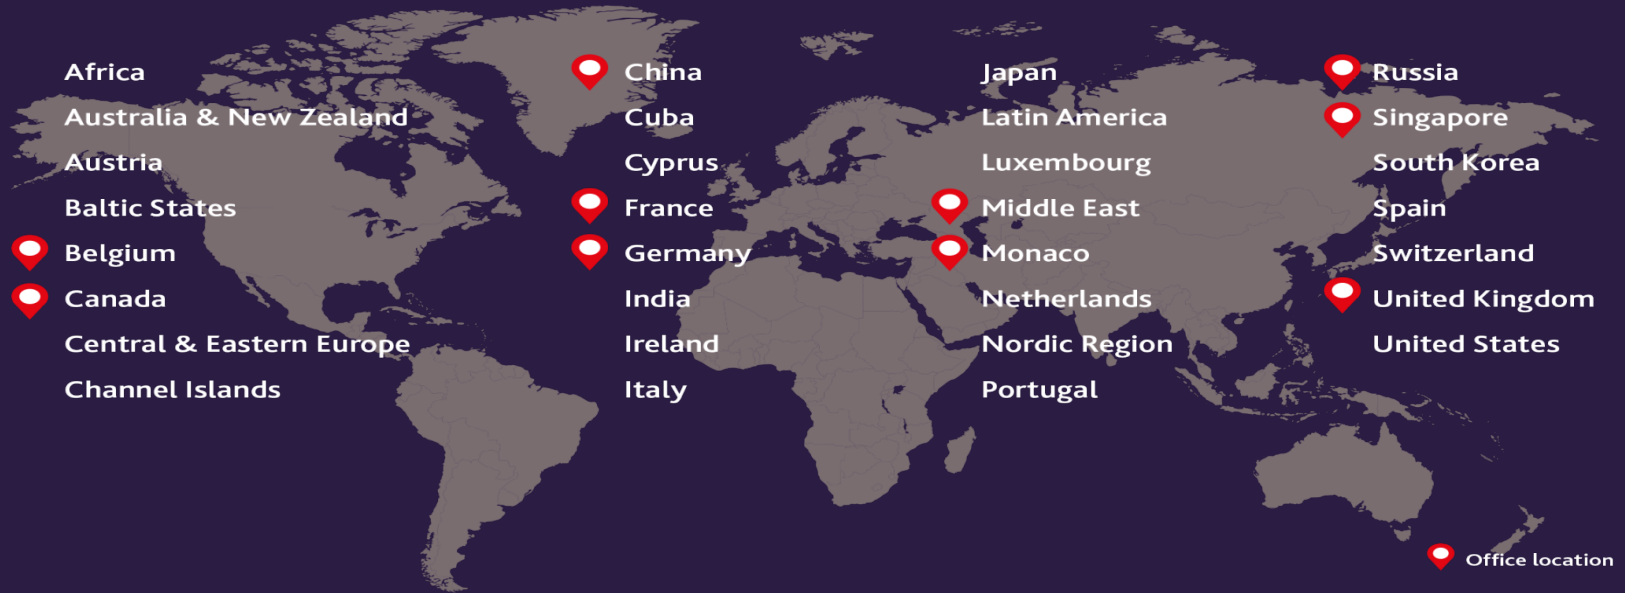 Africa
Australia & New Zealand
Austria
Baltic States
Belgium
Canada
Central & Eastern Europe
Channel Islands
China
Cuba
Cyprus
France
Germany
India
Ireland
Italy
Japan
Latin America
Luxembourg
Middle East
Monaco
Netherlands
Nordic Region
Portugal
Russia
Singapore
South Korea
Spain
Switzerland
United Kingdom
United States
Office location